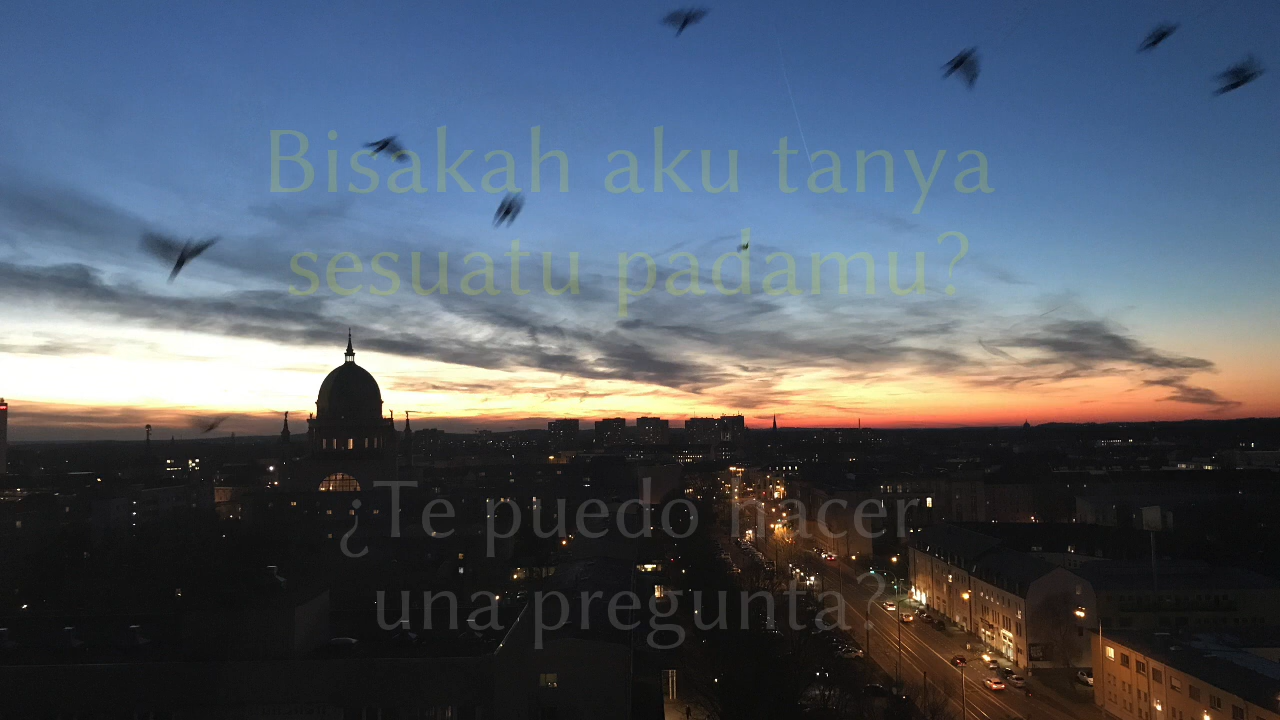 Bisakah aku tanya
sesuatu padamu?
¿Te puedo hacer
una pregunta?